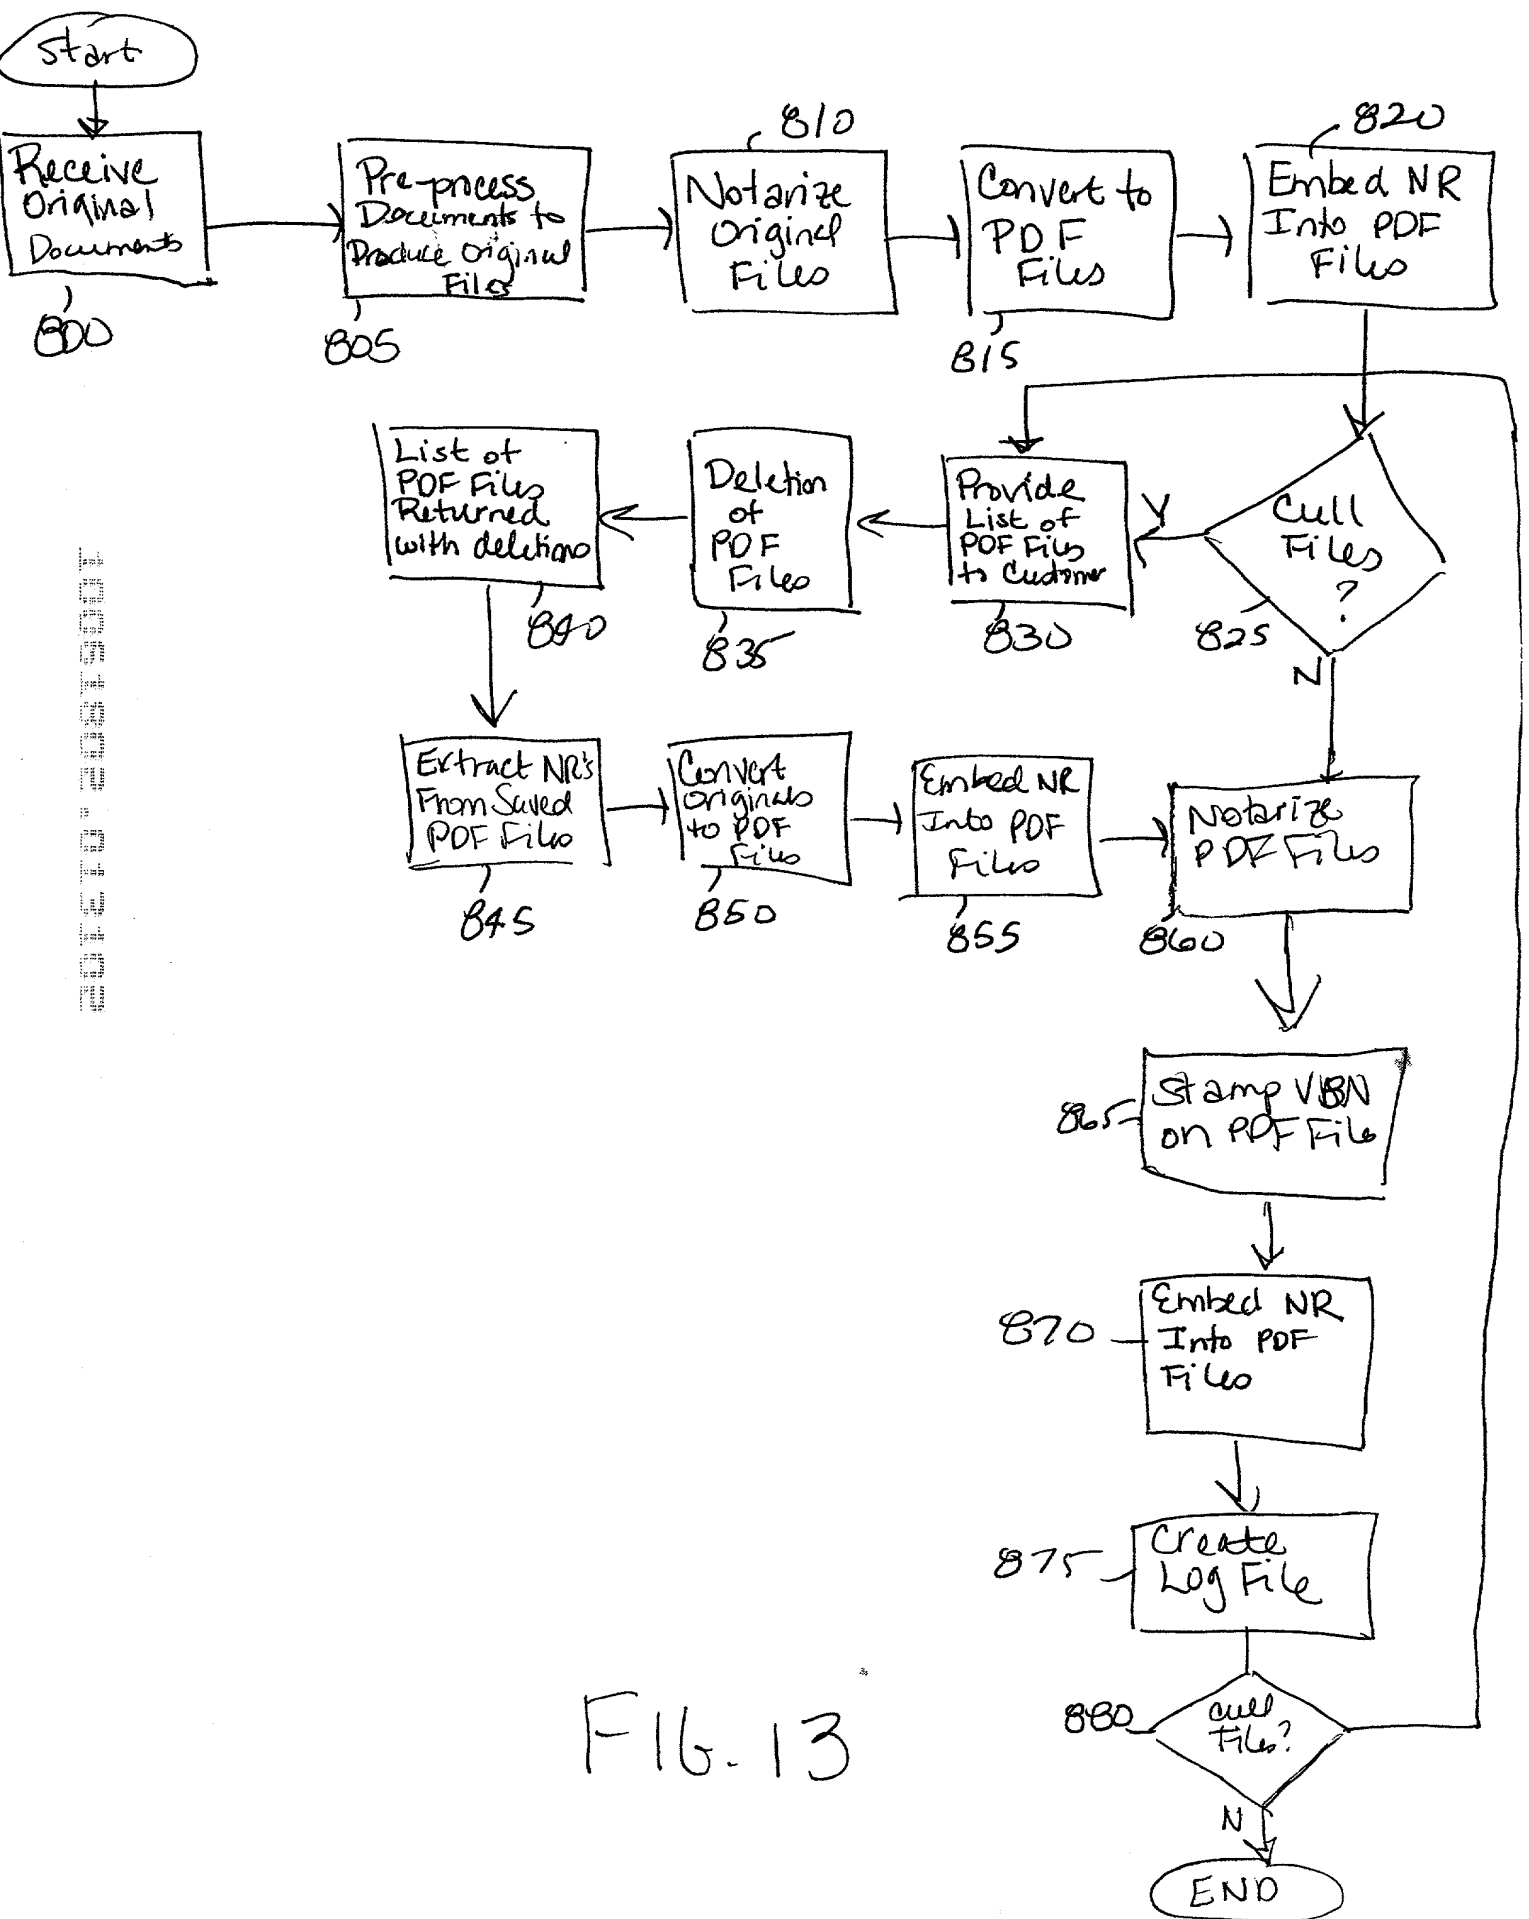 Start
Receive
Original
Documents
800
Pre-process
Documents to
Produce Original
Files
805
810
Notarize
Original
Files
Convert to
PDF
Files
815
820
Embed NR
Into PDF
Files
Cull
Files
?
825
Y
N
Provide
List of
PDF Files
to Customer
830
Deletion
of
PDF
Files
835
List of
PDF Files
Returned
with deletions
840
Extract NR's
From Saved
PDF Files
845
Convert
Originals
to PDF
Files
850
Embed NR
Into PDF
Files
855
Notarize
PDF Files
860
Stamp VBN
on PDF File
865
Embed NR
Into PDF
Files
870
Create
Log File
875
Cull
Files?
880
N
END
FIG. 13